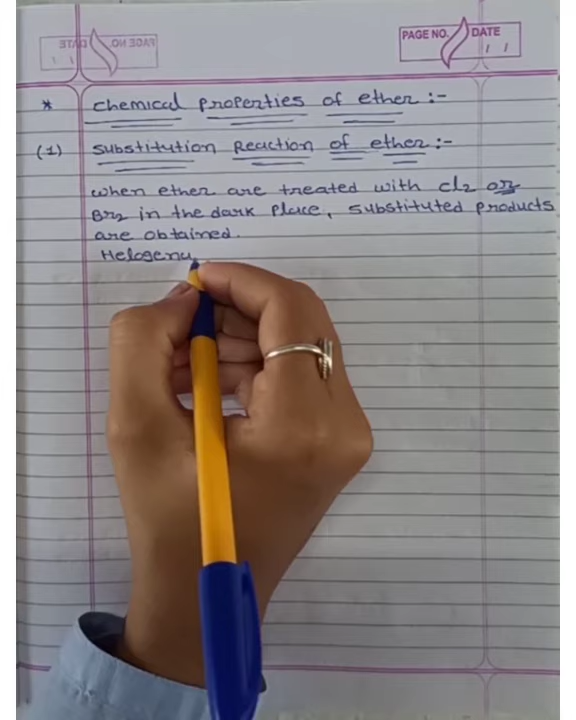 PAGE NO. DATE
/ /
* Chemical Properties of ether :-
(1) Substitution Reaction of ether :-
when ether are treated with cl2 or
Br2 in the dark place, substituted products
are obtained.
Helogenu